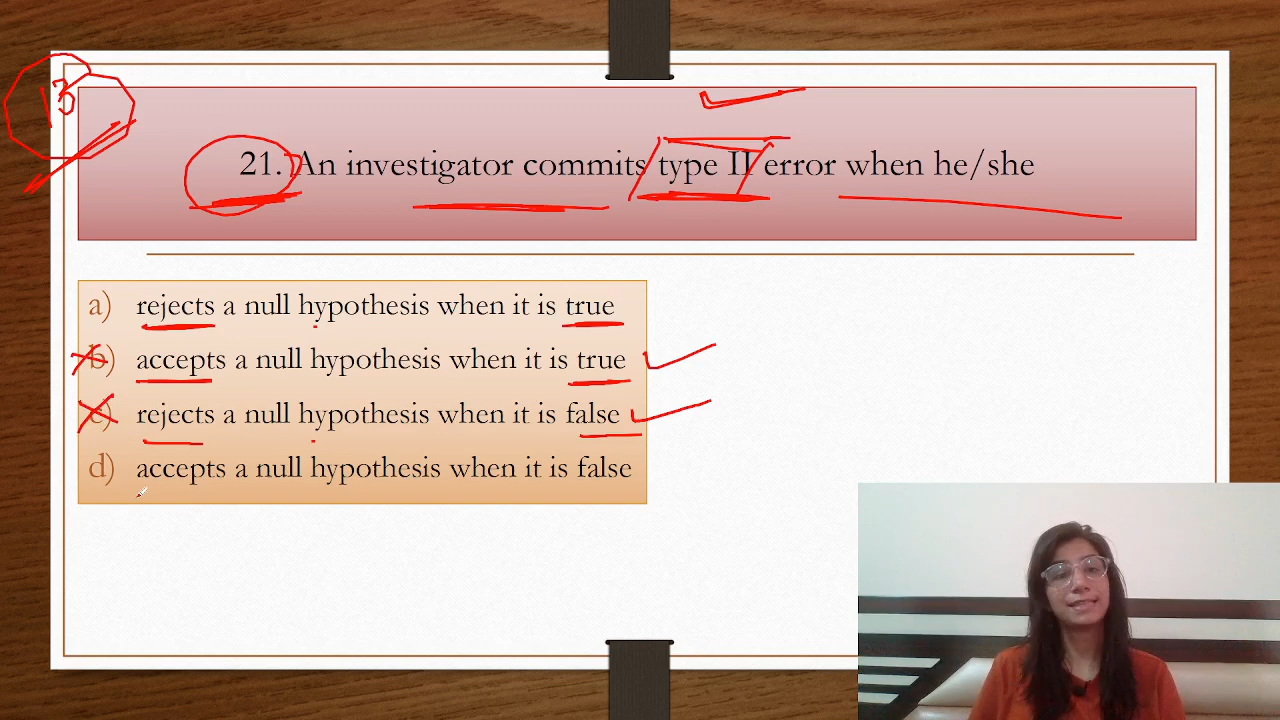 13
21. An investigator commits type II error when he/she
a) rejects a null hypothesis when it is true
b) accepts a null hypothesis when it is true
c) rejects a null hypothesis when it is false
d) accepts a null hypothesis when it is false